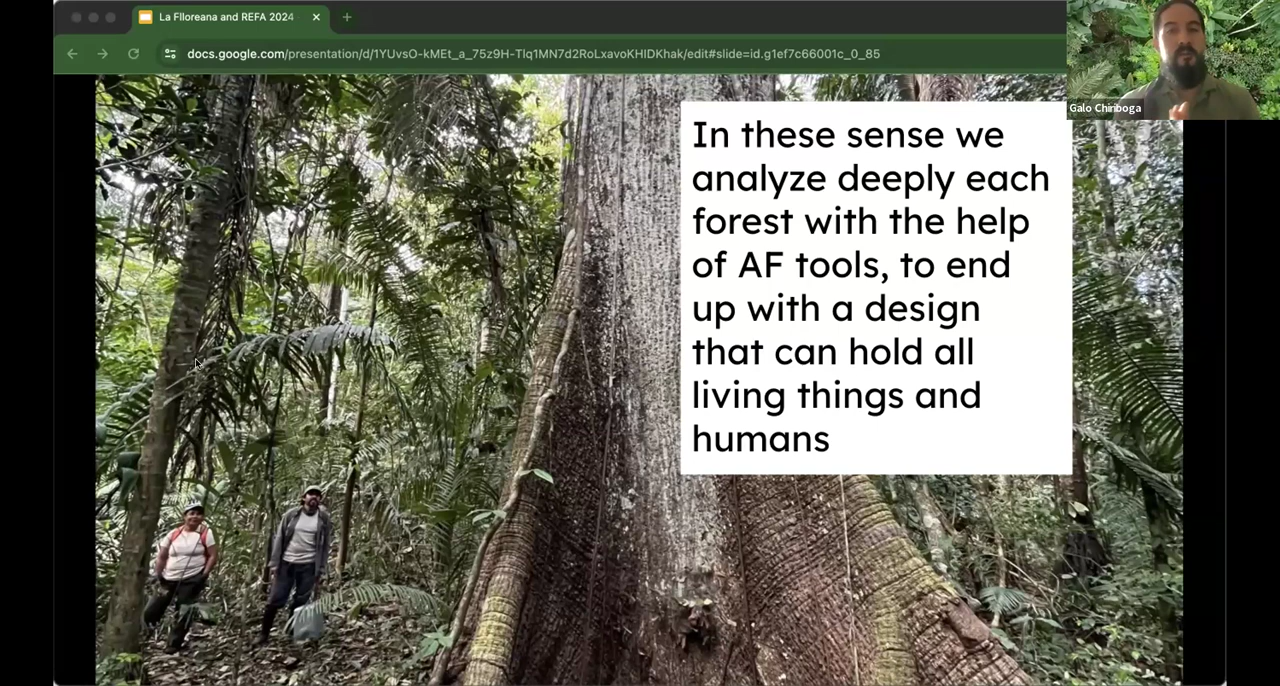 La Flloreana and REFA 2024
docs.google.com/presentation/d/1YUvsO-kMEt_a_75z9H-Tlq1MN7d2RoLxavoKHIDKhak/edit#slide=id.g1ef7c66001c_0_85
Galo Chiriboga
In these sense we
analyze deeply each
forest with the help
of AF tools, to end
up with a design
that can hold all
living things and
humans